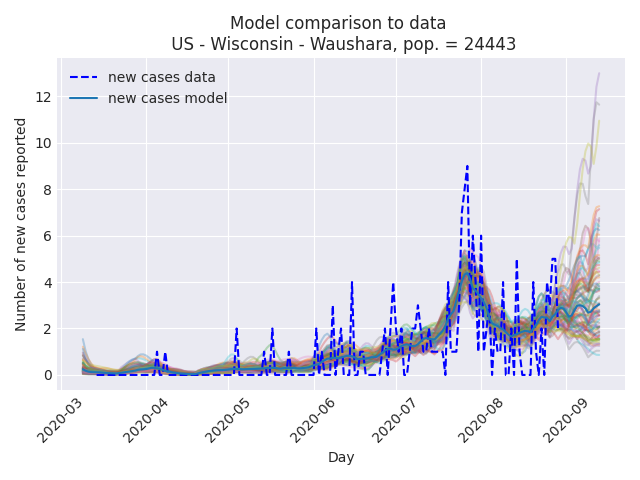 Model comparison to data
US - Wisconsin - Waushara, pop. = 24443
new cases data
new cases model
Number of new cases reported
12
10
8
6
4
2
0
2020-03
2020-04
2020-05
2020-06
2020-07
2020-08
2020-09
Day